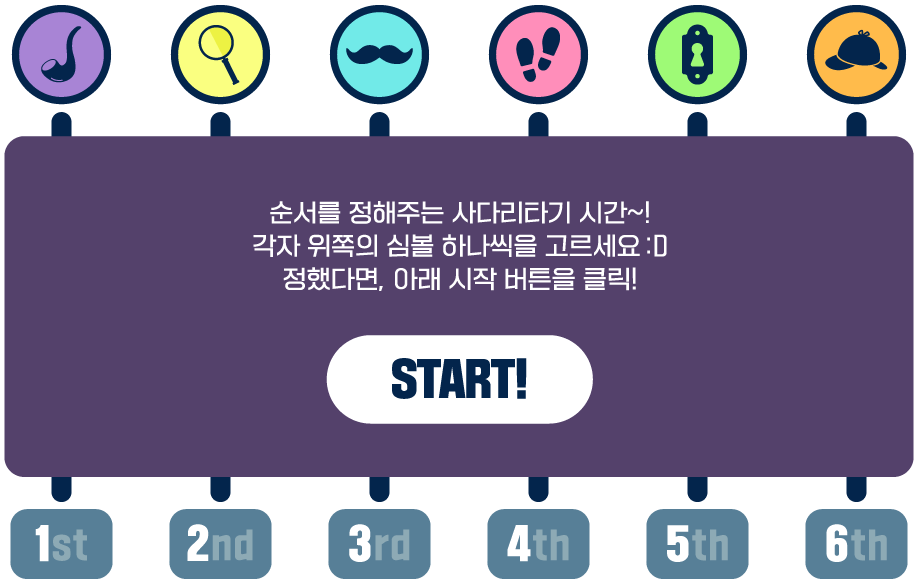 순서를 정해주는 사다리타기 시간~!
각자 위쪽의 심볼 하나씩을 고르세요 :D
정했다면, 아래 시작 버튼을 클릭!
START!
1st 2nd 3rd 4th 5th 6th